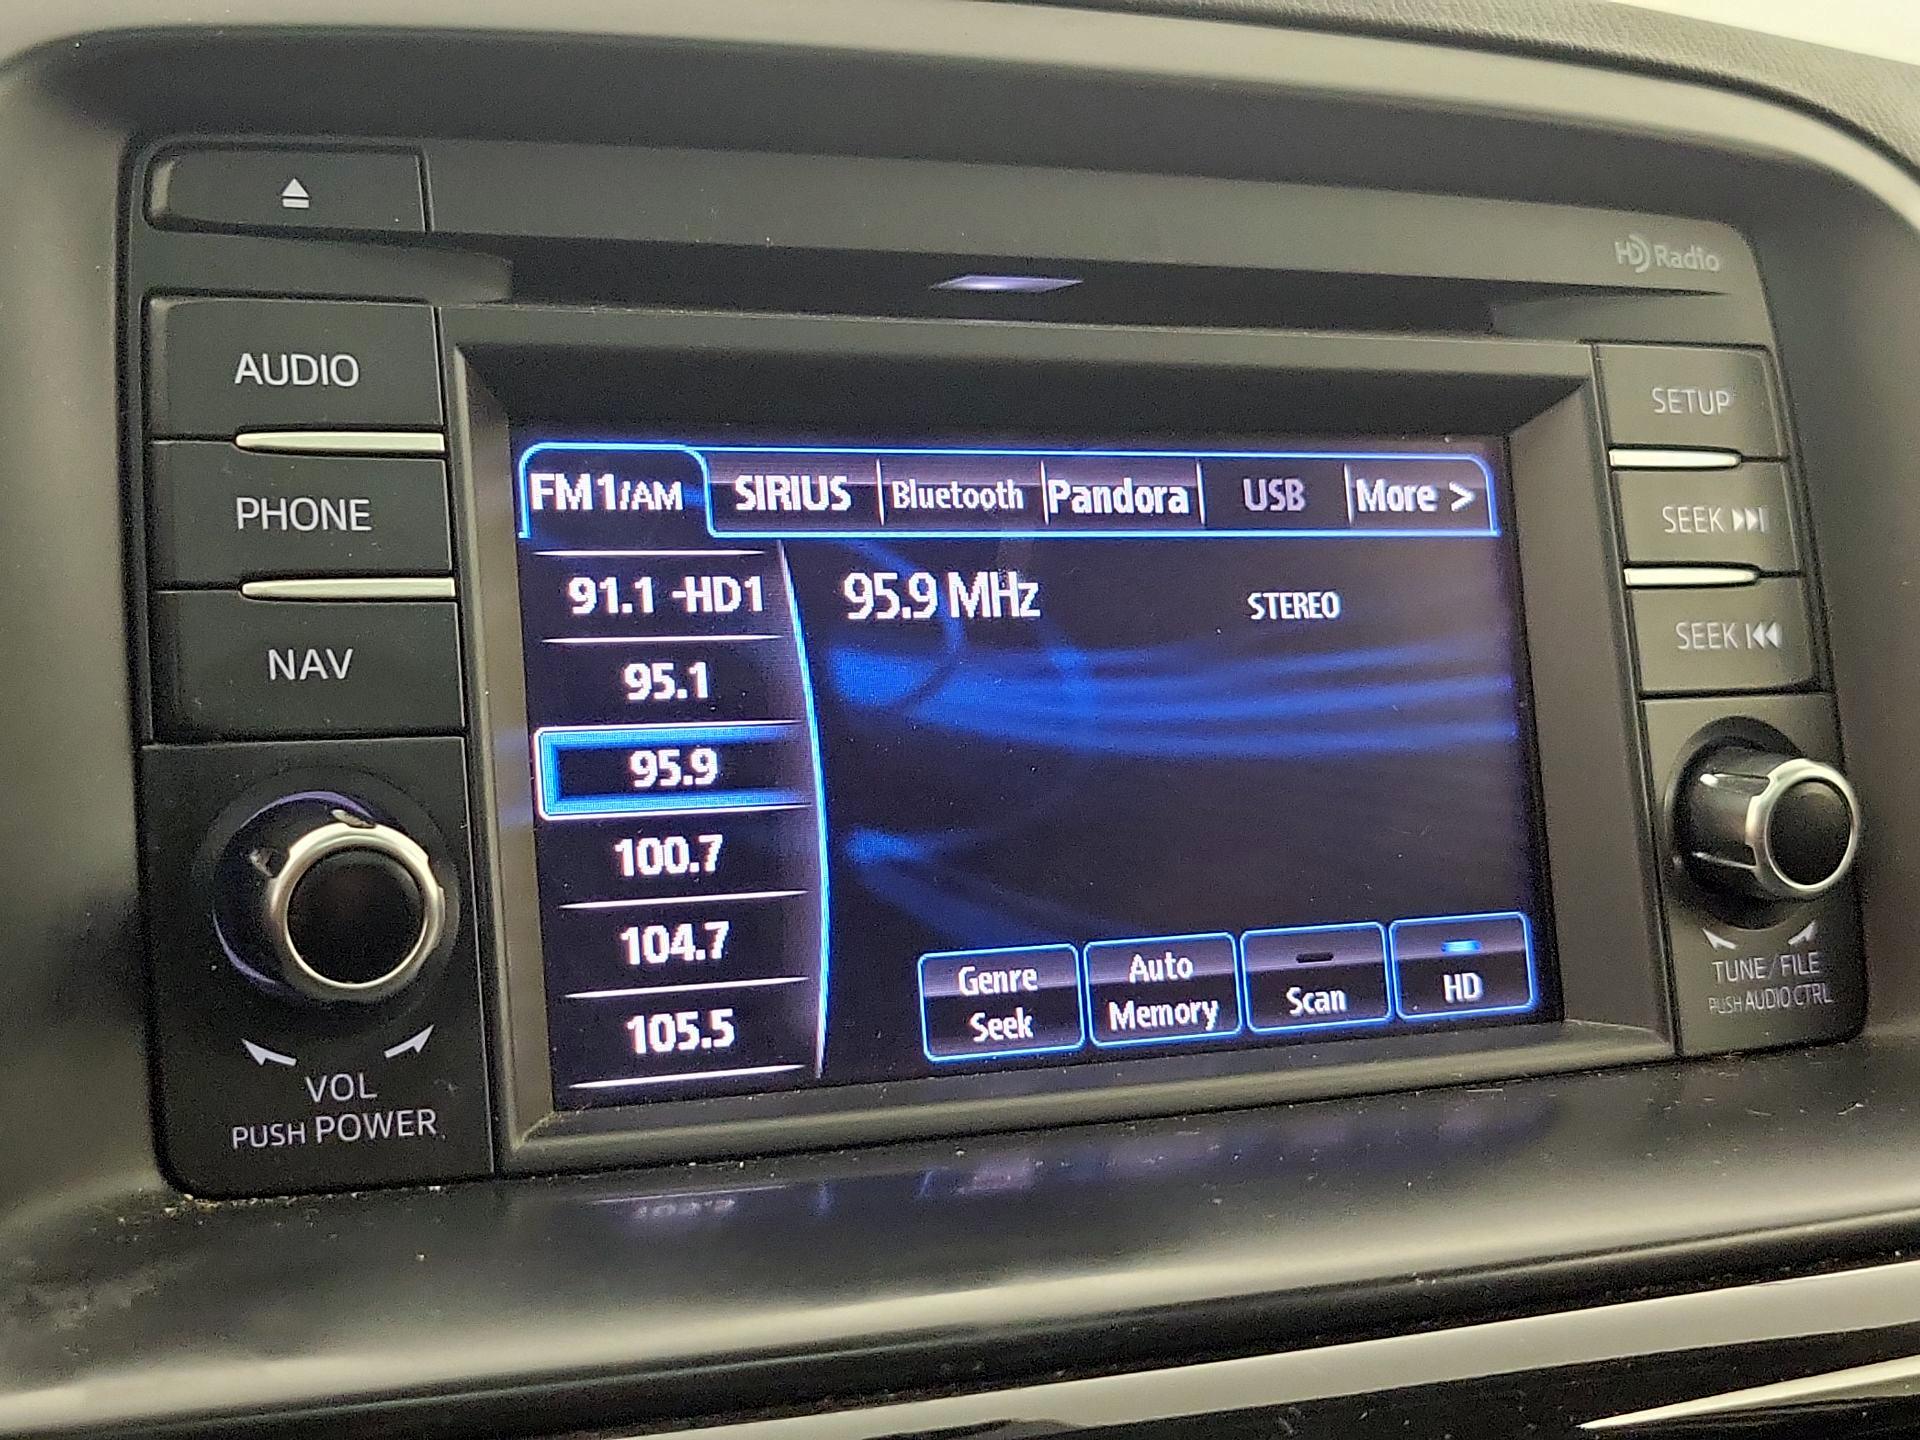 HD Radio
AUDIO
PHONE
NAV
VOL
PUSH POWER
FM1/AM
SIRIUS
Bluetooth
Pandora
USB
More >
91.1 -HD1
95.1
95.9
100.7
104.7
105.5
95.9 MHz
STEREO
Genre
Seek
Auto
Memory
Scan
HD
SETUP
SEEK
SEEK
TUNE/FILE
PUSH AUDIO CTRL